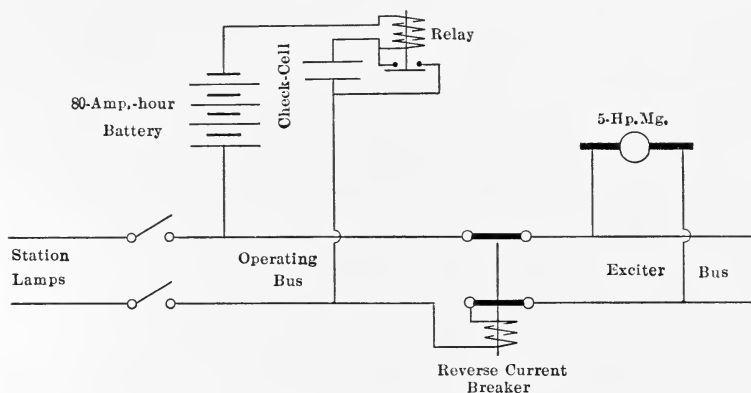 Relay
Check-Cell
80-Amp.-hour
Battery
5-Hp.Mg.
Station
Lamps
Operating
Bus
Exciter Bus
Reverse Current
Breaker